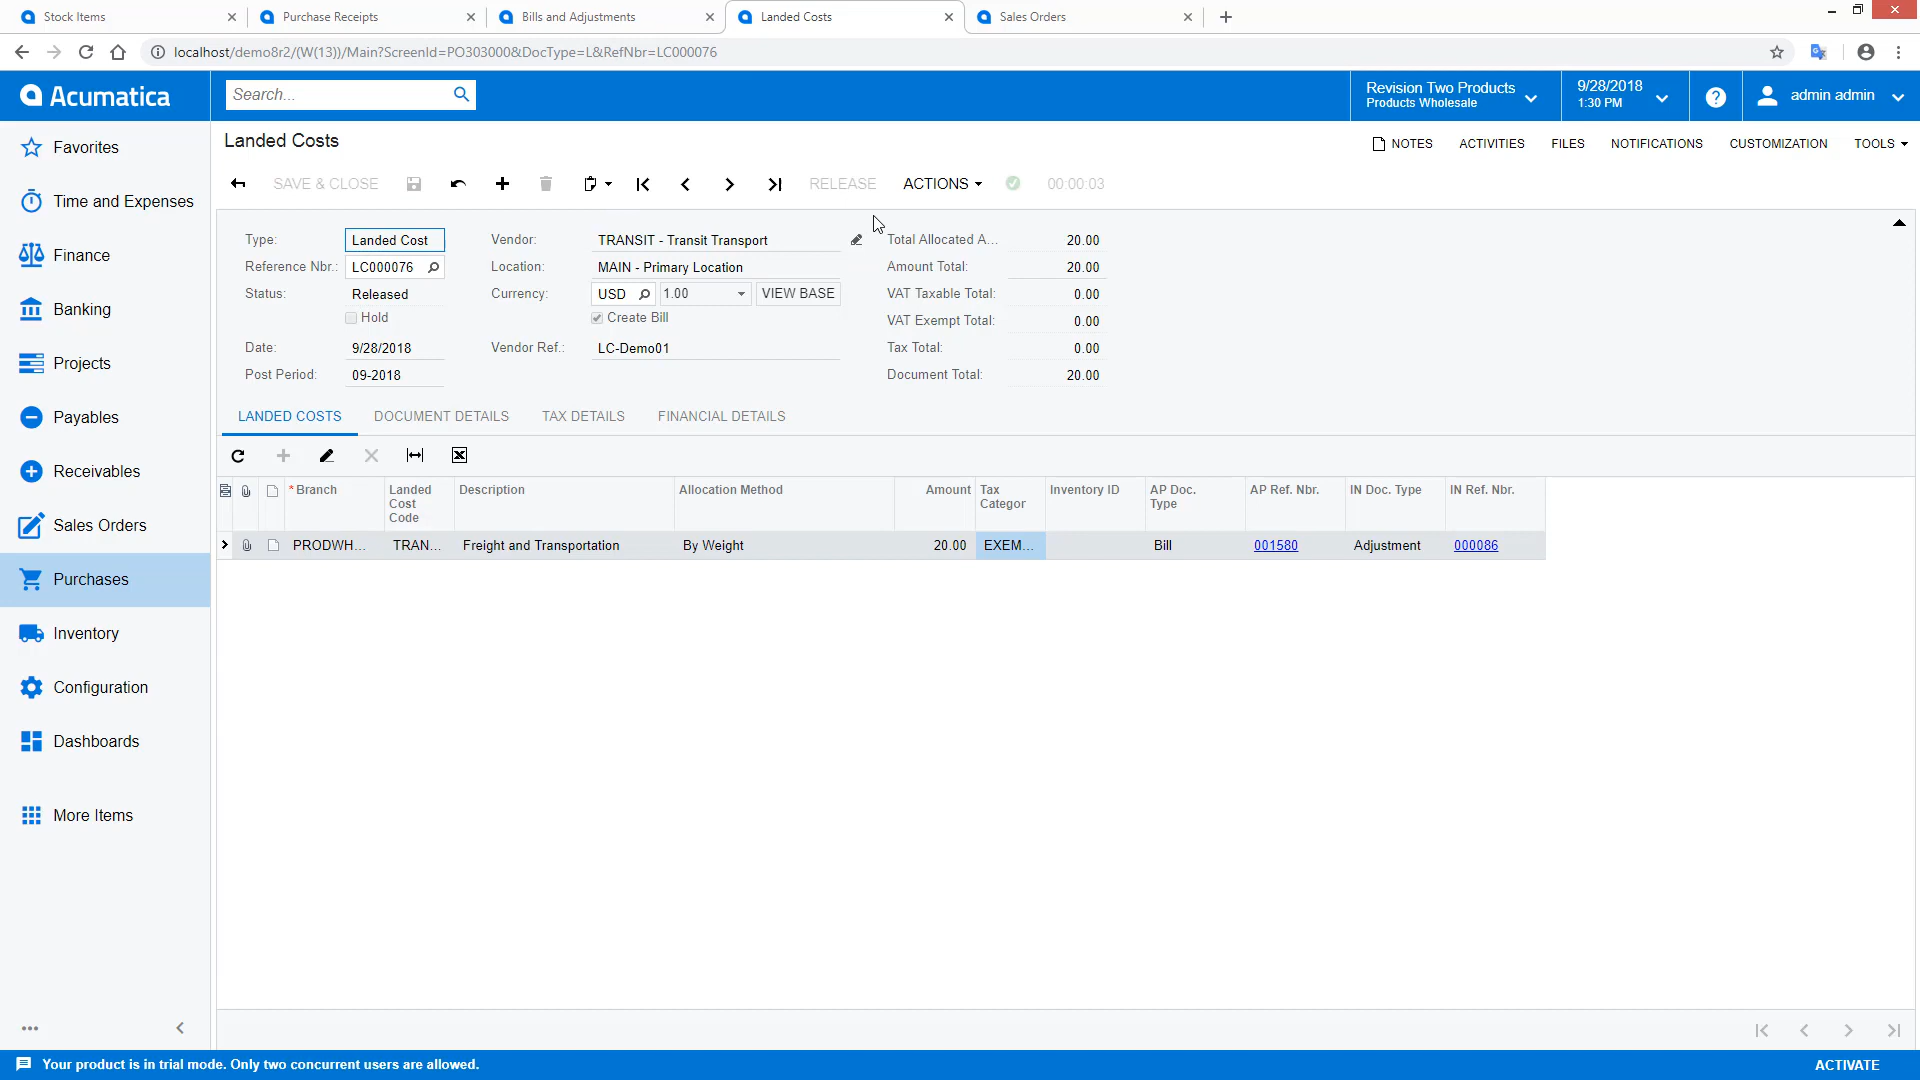 Stock Items
Purchase Receipts
Bills and Adjustments
Landed Costs
Sales Orders
localhost/demo8r2/(W(13))/Main?ScreenId=PO303000&DocType=L&RefNbr=LC000076
Acumatica
Search...
Revision Two Products
Products Wholesale
9/28/2018
1:30 PM
?
admin admin
Favorites
Time and Expenses
Finance
Banking
Projects
Payables
Receivables
Sales Orders
Purchases
Inventory
Configuration
Dashboards
More Items
Landed Costs
NOTES
ACTIVITIES
FILES
NOTIFICATIONS
CUSTOMIZATION
TOOLS
SAVE & CLOSE
RELEASE
ACTIONS
00:00:03
Type: Landed Cost
Reference Nbr.: LC000076
Status: Released
Hold
Date: 9/28/2018
Post Period: 09-2018
Vendor: TRANSIT - Transit Transport
Location: MAIN - Primary Location
Currency: USD 1.00 VIEW BASE
Create Bill
Vendor Ref.: LC-Demo01
Total Allocated A... 20.00
Amount Total: 20.00
VAT Taxable Total: 0.00
VAT Exempt Total: 0.00
Tax Total: 0.00
Document Total: 20.00
LANDED COSTS
DOCUMENT DETAILS
TAX DETAILS
FINANCIAL DETAILS
* Branch
Landed
Cost
Code
Description
Allocation Method
Amount
Tax
Categor
Inventory ID
AP Doc.
Type
AP Ref. Nbr.
IN Doc. Type
IN Ref. Nbr.
PRODWH... TRAN... Freight and Transportation By Weight 20.00 EXEM... Bill 001580 Adjustment 000086
Your product is in trial mode. Only two concurrent users are allowed.
ACTIVATE